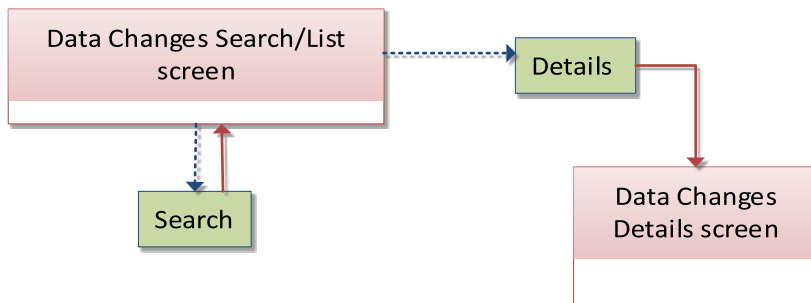 Data Changes Search/List
screen
Details
Search
Data Changes
Details screen